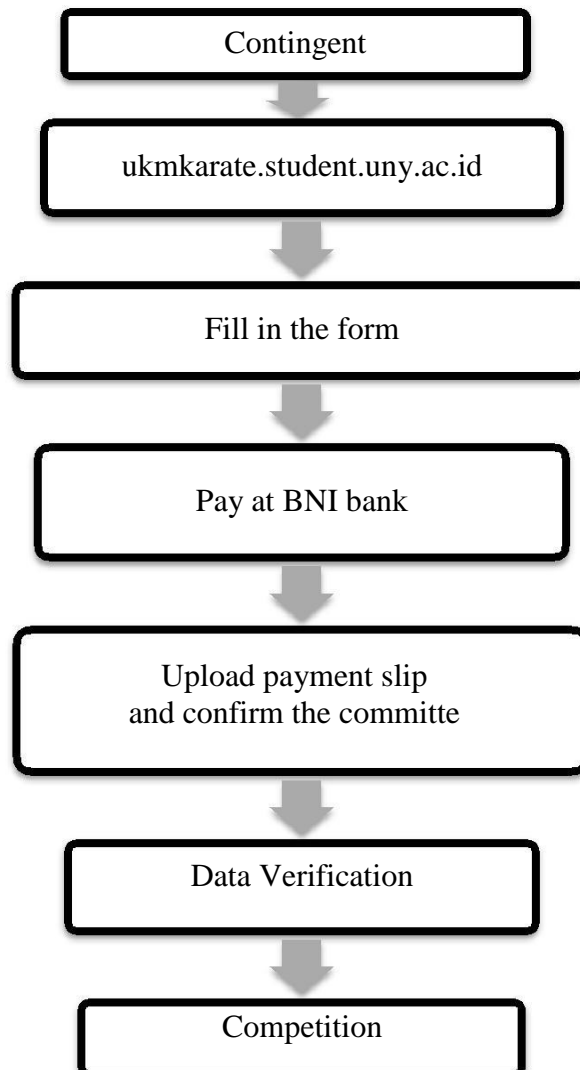 Contingent
ukmkarate.student.uny.ac.id
Fill in the form
Pay at BNI bank
Upload payment slip
and confirm the committe
Data Verification
Competition